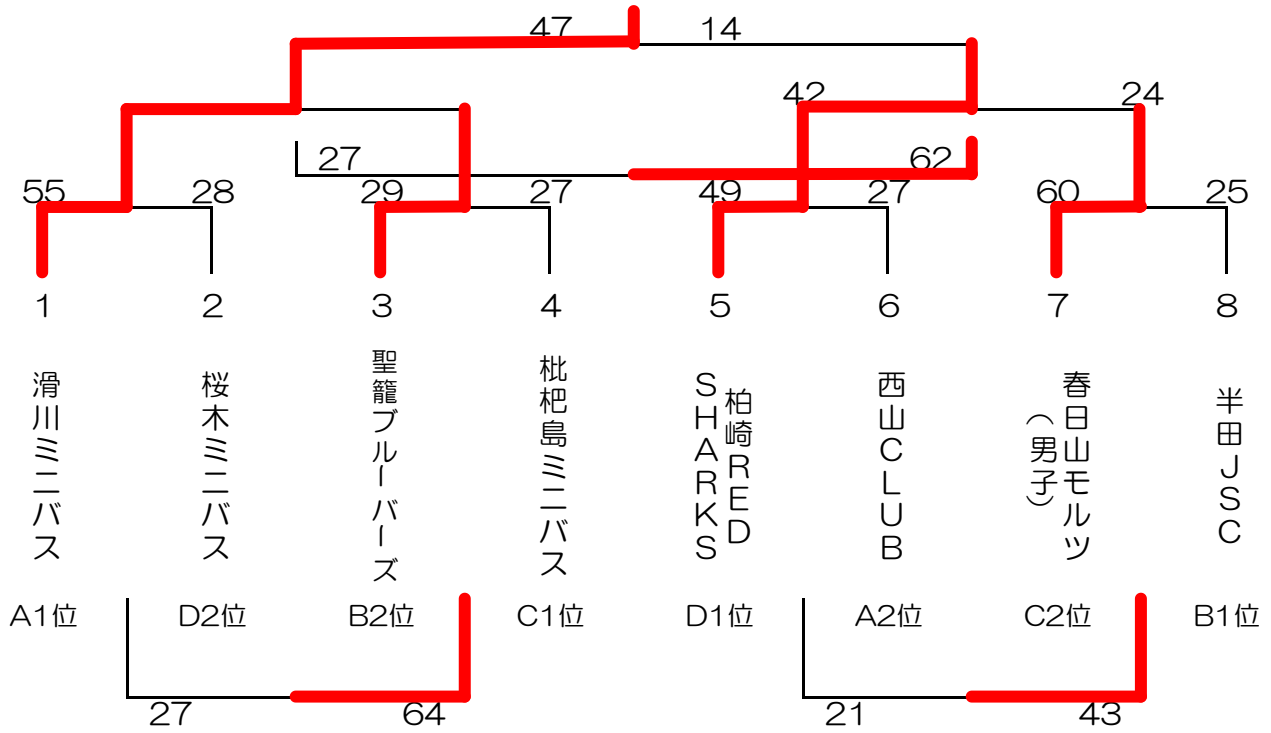 47 14
42 24
27 62
55 28 29 27 49 27 60 25
1 2 3 4 5 6 7 8
滑川ミニバス
桜木ミニバス
聖籠ブルーバーズ
枇杷島ミニバス
柏崎RED
SHARKS
西山CLUB
春日山モルツ
(男子)
半田JSC
A1位 D2位 B2位 C1位 D1位 A2位 C2位 B1位
27 64 21 43